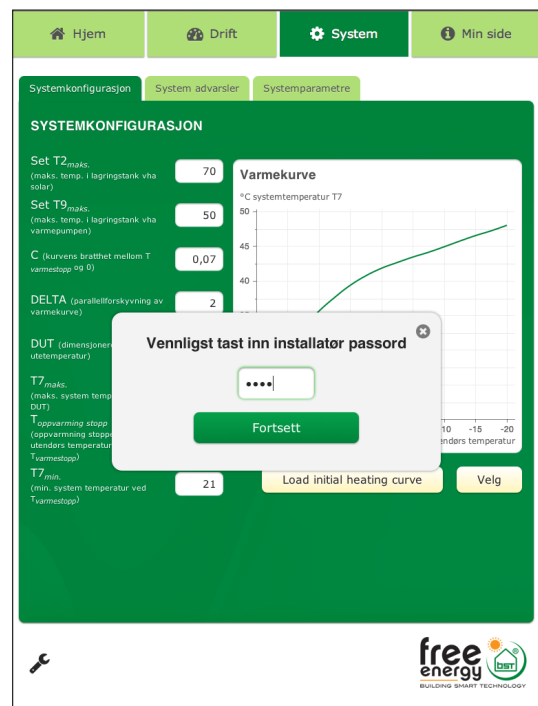 Hjem
Drift
System
Min side
Systemkonfigurasjon
System advarsler
Systemparametre
SYSTEMKONFIGURASJON
Set T2maks.
(maks. temp. i lagringstank vha
solar)
70
Set T9maks.
(maks. temp. i lagringstank vha
varmepumpen)
50
C (kurvens bratthet mellom T
varmestopp og 0)
0,07
DELTA (parallellforskyvning av
varmekurve)
2
DUT
utetemperatur)
T7maks.
(maks. system temp
DUT)
Toppvarming stopp
(oppvarmning
utendørs temperatur
Tvarmestopp)
T7min.
(min. system temperatur ved
Tvarmestopp)
21
Varmekurve
°C systemtemperatur T7
50
45
40
-15
-20
temperatur
Vennligst tast inn installatør passord
••••
Fortsett
Load initial heating curve
Velg
free
energy
bst
BUILDING SMART TECHNOLOGY